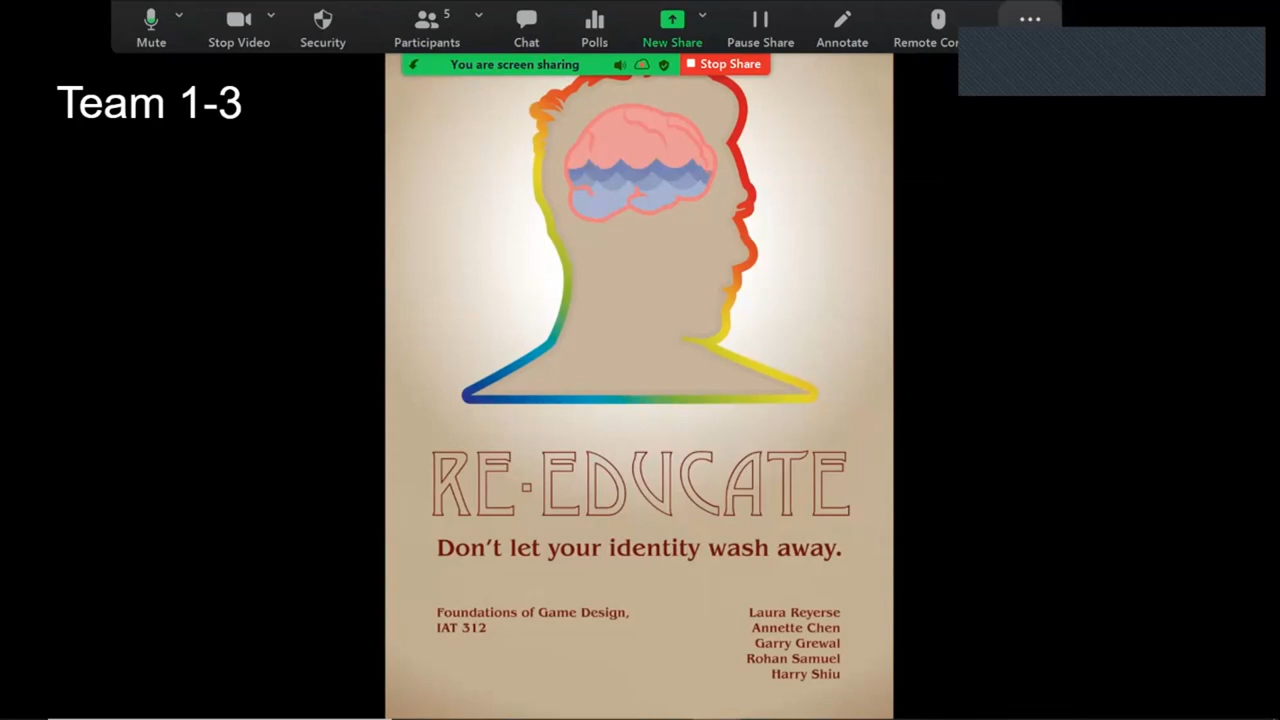 5
Mute
Stop Video
Security
Participants
Chat
Polls
New Share
Pause Share
Annotate
Remote Con
You are screen sharing
Stop Share
Team 1-3
RE·EDUCATE
Don't let your identity wash away.
Foundations of Game Design,
IAT 312
Laura Reyerse
Annette Chen
Garry Grewal
Rohan Samuel
Harry Shiu